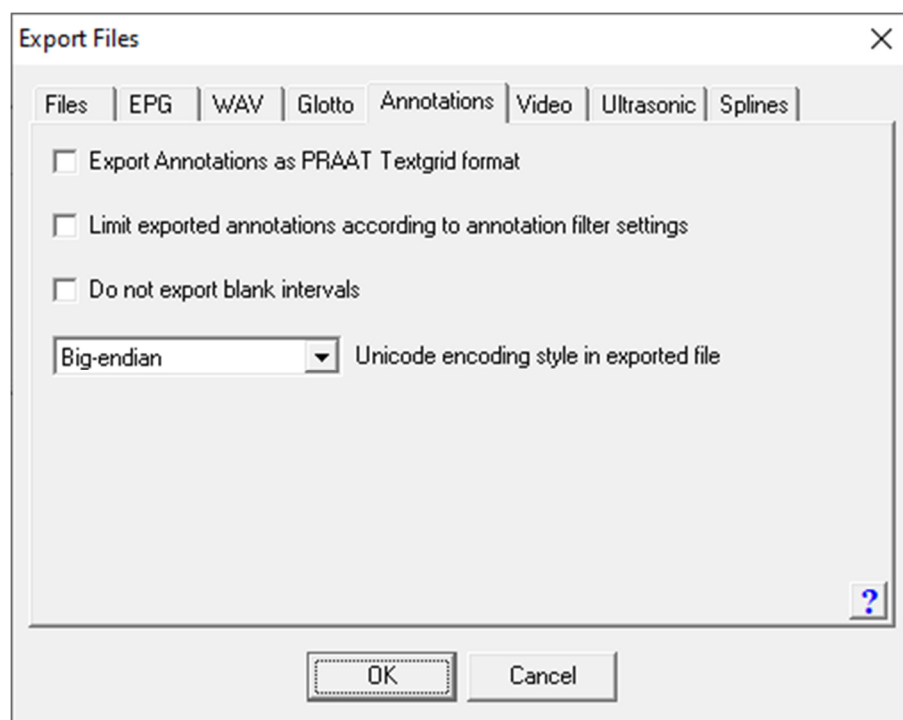 Export Files
Files EPG WAV Glotto Annotations Video Ultrasonic Splines
Export Annotations as PRAAT Textgrid format
Limit exported annotations according to annotation filter settings
Do not export blank intervals
Big-endian Unicode encoding style in exported file
?
OK Cancel